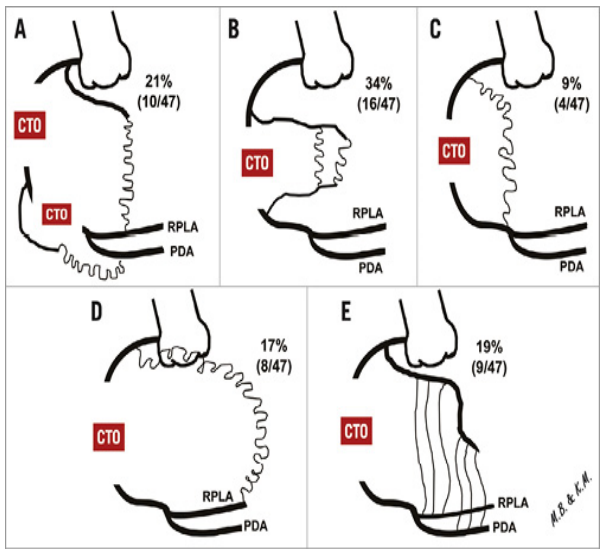 A
21%
(10/47)
CTO
CTO
RPLA
PDA
B
34%
(16/47)
CTO
RPLA
PDA
C
9%
(4/47)
CTO
RPLA
PDA
D
17%
(8/47)
CTO
RPLA
PDA
E
19%
(9/47)
CTO
RPLA
PDA
M.B. & K.M.